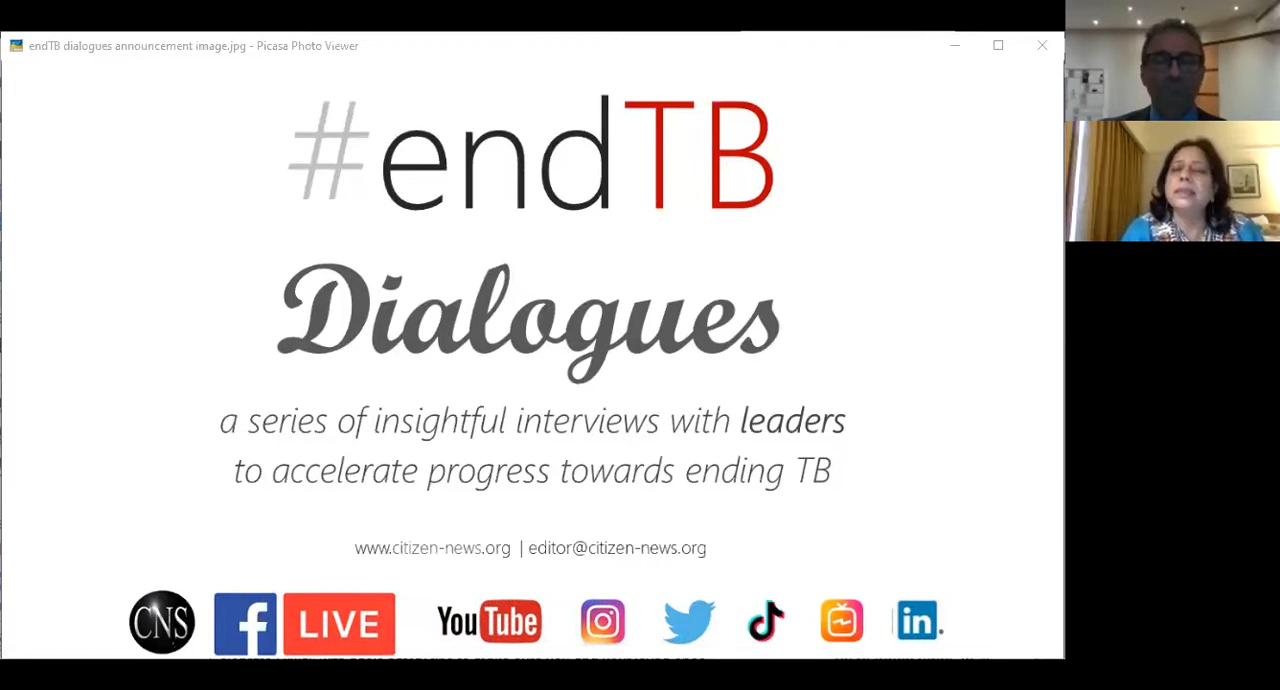 endTB dialogues announcement image.jpg - Picasa Photo Viewer
#endTB
Dialogues
a series of insightful interviews with leaders
to accelerate progress towards ending TB
www.citizen-news.org | editor@citizen-news.org
CNS f LIVE YouTube in.